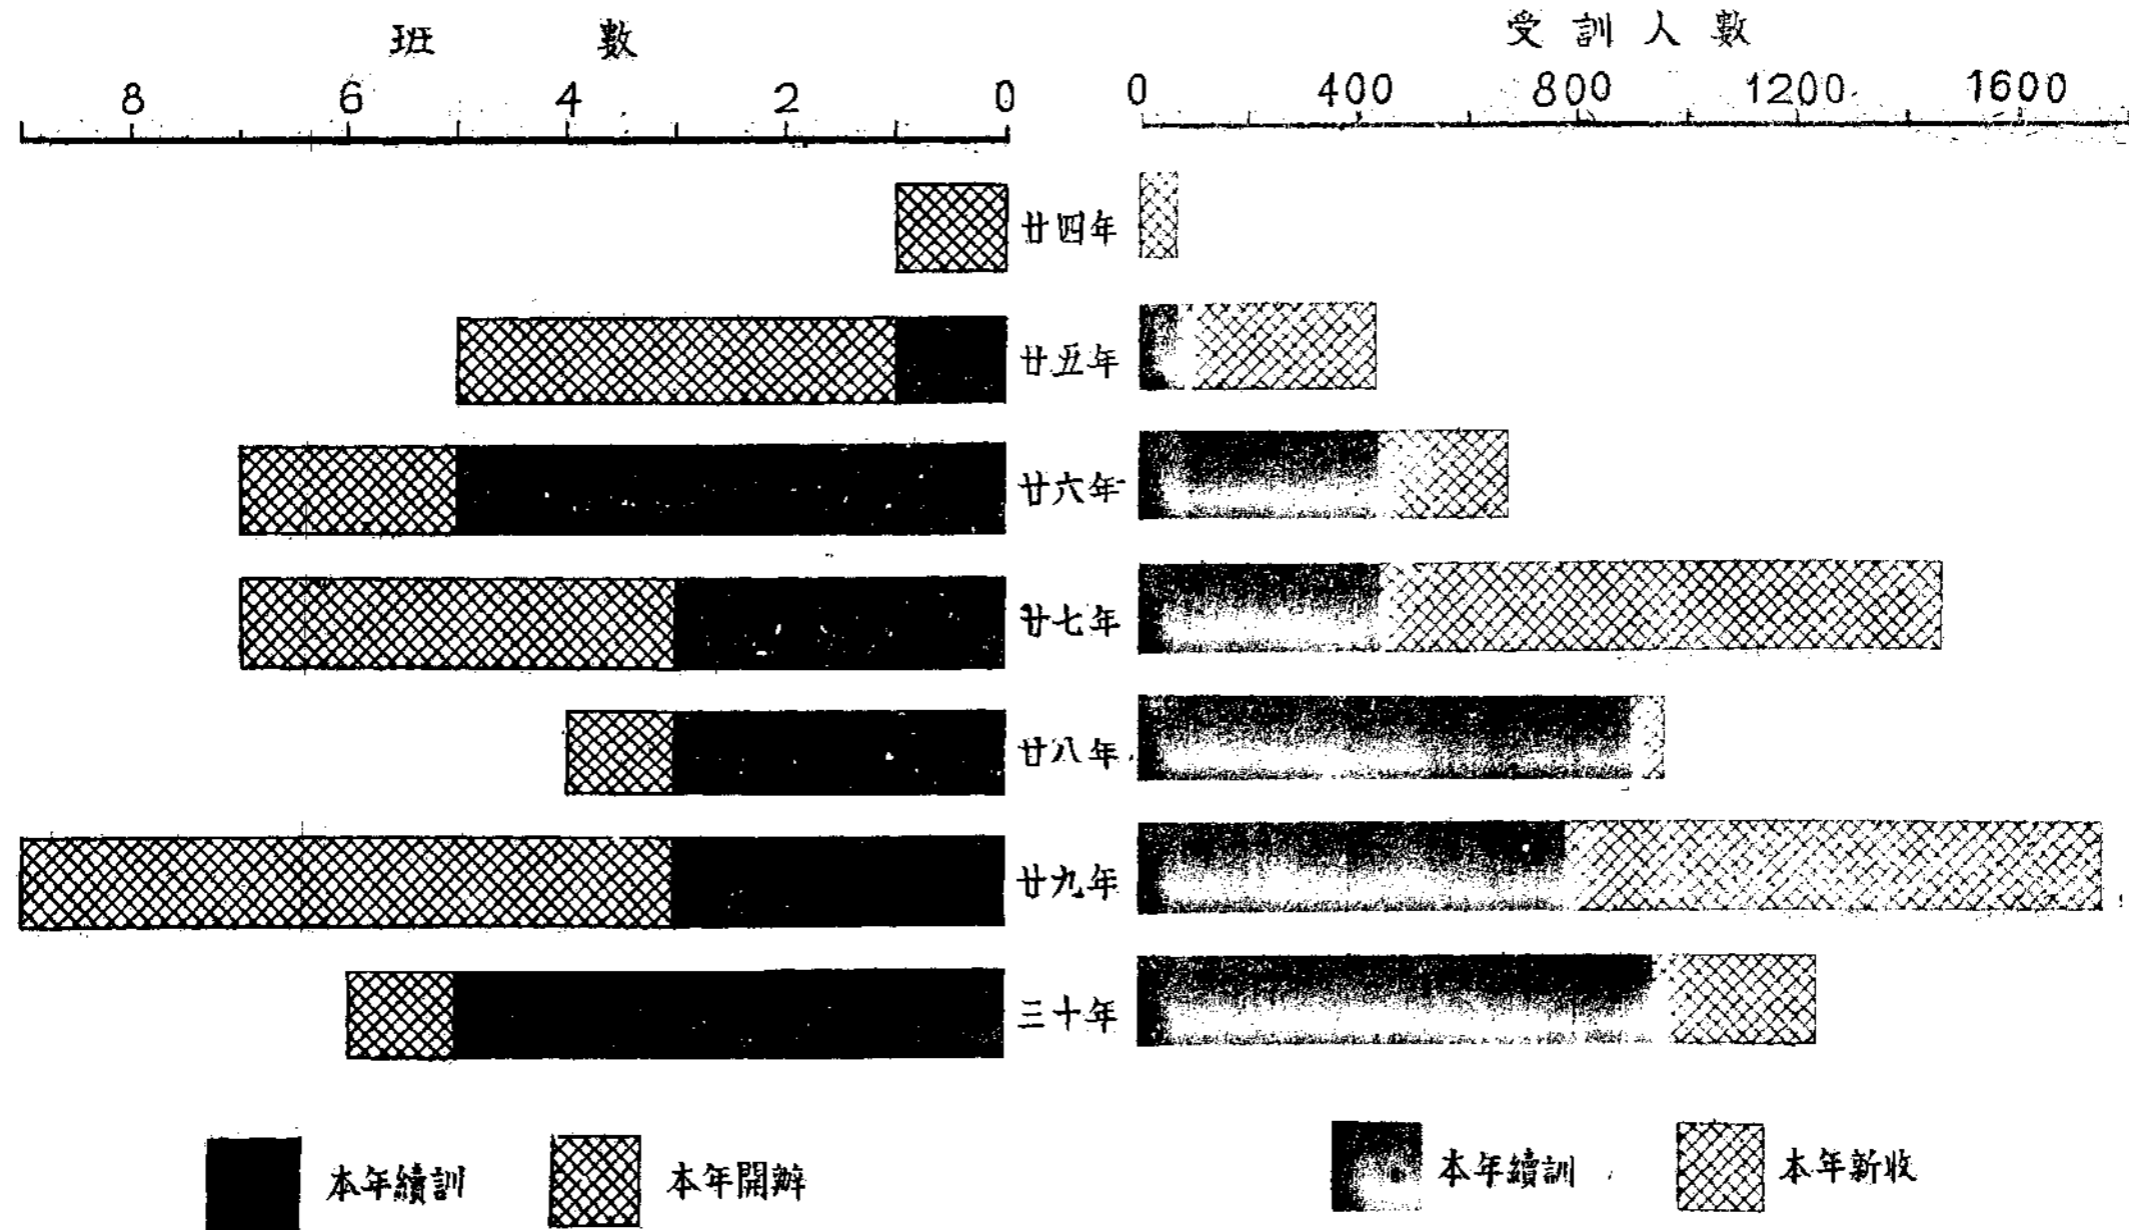 班 數
受訓人數
8 6 4 2 0
0 400 800 1200 1600
廿四年
廿五年
廿六年
廿七年
廿八年
廿九年
三十年
本年續訓 本年開辦
本年續訓 本年新收